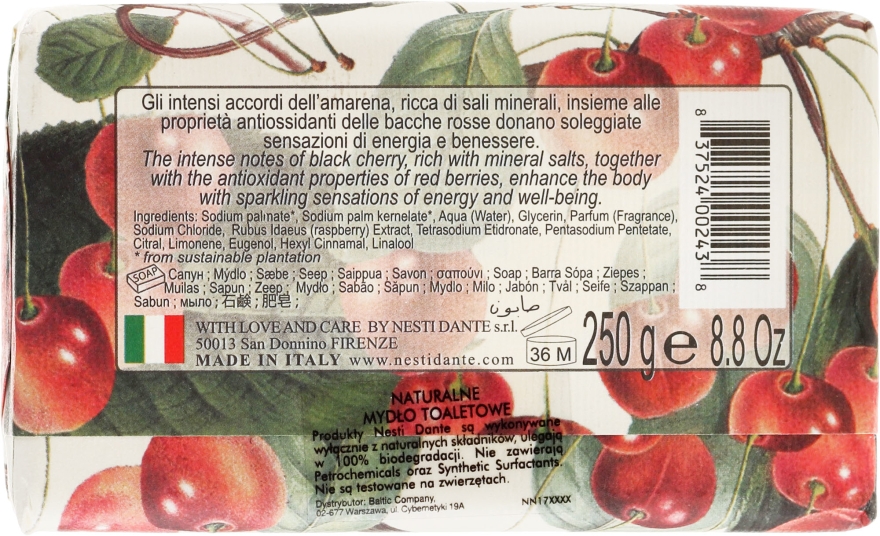 Gli intensi accordi dell'amarena, ricca di sali minerali, insieme alle
proprietà antiossidanti delle bacche rosse donano soleggiate
sensazioni di energia e benessere.
The intense notes of black cherry, rich with mineral salts, together
with the antioxidant properties of red berries, enhance the body
with sparkling sensations of energy and well-being.
Ingredients: Sodium palmate*, Sodium palm kernelate*, Aqua (Water), Glycerin, Parfum (Fragrance),
Sodium Chloride, Rubus Idaeus (raspberry) Extract, Tetrasodium Etidronate, Pentasodium Pentetate,
Citral, Limonene, Eugenol, Hexyl Cinnamal, Linalool
* from sustainable plantation
SOAP Сапун ; Mýdlo ; Sæbe ; Seep ; Saippua ; Savon ; σαπούνι ; Soap ; Barra Sópa ; Ziepes ;
Muilas ; Sapun ; Zeep ; Mydło ; Sabão ; Săpun ; Mydlo ; Milo ; Jabón ; Tvål ; Seife ; Szappan ;
Sabun ; мыло ; 石鹸 ; 肥皂 ; صابون
WITH LOVE AND CARE BY NESTI DANTE s.r.l.
50013 San Donnino FIRENZE
MADE IN ITALY www.nestidante.com
36 M
250 g e 8.8 Oz
8 37524 00243 8
NATURALNE
MYDŁO TOALETOWE
Produkty Nesti Dante są wykonywane
wyłącznie z naturalnych składników, ulegają
w 100% biodegradacji. Nie zawierają
Petrochemicals oraz Synthetic Surfactants.
Nie są testowane na zwierzętach.
Dystrybutor: Baltic Company,
02-677 Warszawa, ul. Cybernetyki 19A
NN17XXXX